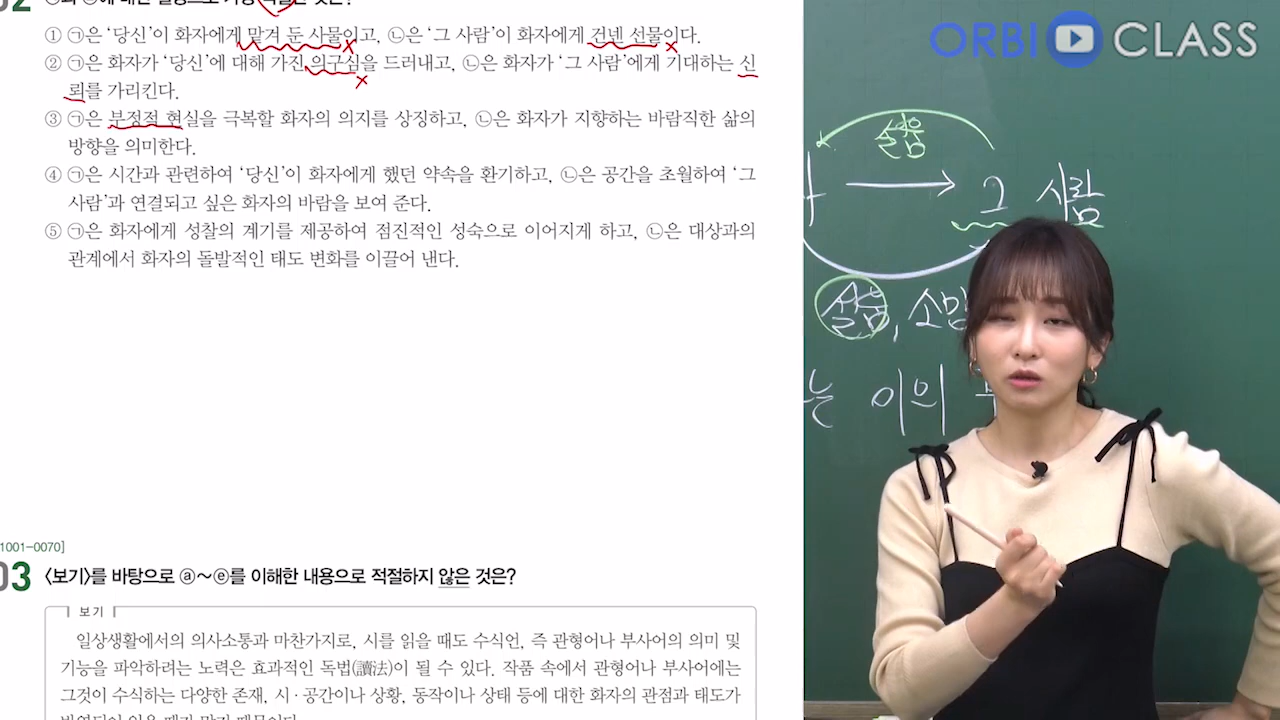 02 ㉠과 ㉡에 대한 설명으로 가장 적절한 것은?
① ㉠은 ‘당신’이 화자에게 맡겨 둔 사물이고, ㉡은 ‘그 사람’이 화자에게 건넨 선물이다.
② ㉠은 화자가 ‘당신’에 대해 가진 의구심을 드러내고, ㉡은 화자가 ‘그 사람’에게 기대하는 신
뢰를 가리킨다.
③ ㉠은 부정적 현실을 극복할 화자의 의지를 상징하고, ㉡은 화자가 지향하는 바람직한 삶의
방향을 의미한다.
④ ㉠은 시간과 관련하여 ‘당신’이 화자에게 했던 약속을 환기하고, ㉡은 공간을 초월하여 ‘그
사람’과 연결되고 싶은 화자의 바람을 보여 준다.
⑤ ㉠은 화자에게 성찰의 계기를 제공하여 점진적인 성숙으로 이어지게 하고, ㉡은 대상과의
관계에서 화자의 돌발적인 태도 변화를 이끌어 낸다.
1001-0070]
03 <보기>를 바탕으로 ⓐ~ⓔ를 이해한 내용으로 적절하지 않은 것은?
보기
일상생활에서의 의사소통과 마찬가지로, 시를 읽을 때도 수식언, 즉 관형어나 부사어의 의미 및
기능을 파악하려는 노력은 효과적인 독법(讀法)이 될 수 있다. 작품 속에서 관형어나 부사어에는
그것이 수식하는 다양한 존재, 시·공간이나 상황, 동작이나 상태 등에 대한 화자의 관점과 태도가
ORBI CLASS
설움
그 사람
설움, 소망
는 이의